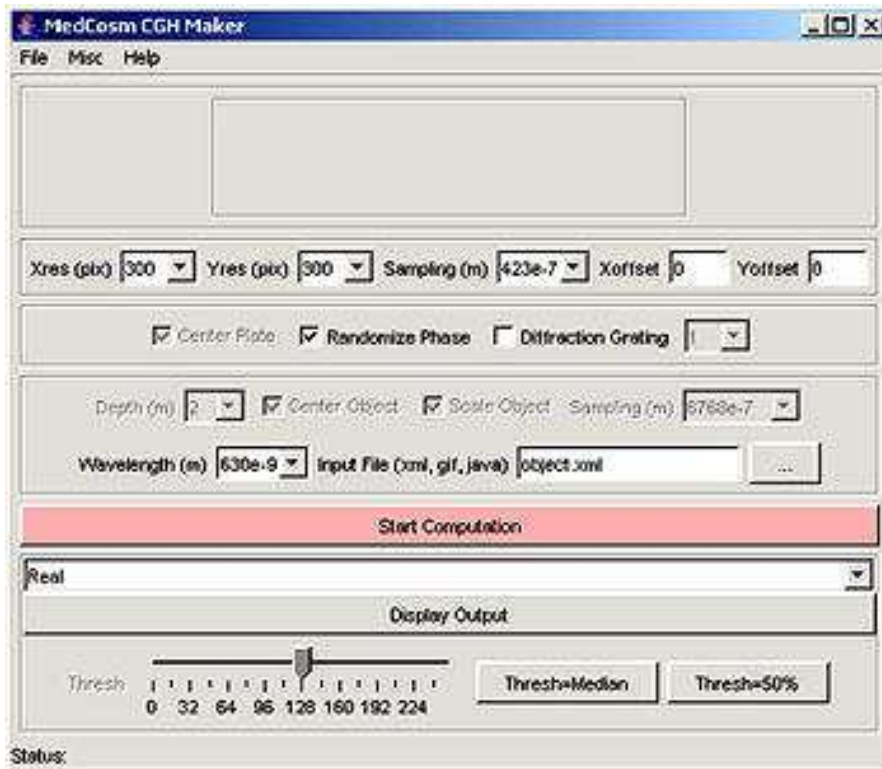 MedCosm CGH Maker
File Misc Help
Xres (pix) 300 Yres (pix) 300 Sampling (m) 423e-7 Xoffset 0 Yoffset 0
Center Plate Randomize Phase Diffraction Grating 1
Depth (m) 2 Center Object Scale Object Sampling (m) 6768e-7
Wavelength (m) 630e-9 Input File (xml, gif, java) object.xml ...
Start Computation
Real
Display Output
Thresh 0 32 64 96 128 160 192 224 Thresh=Median Thresh=50%
Status: